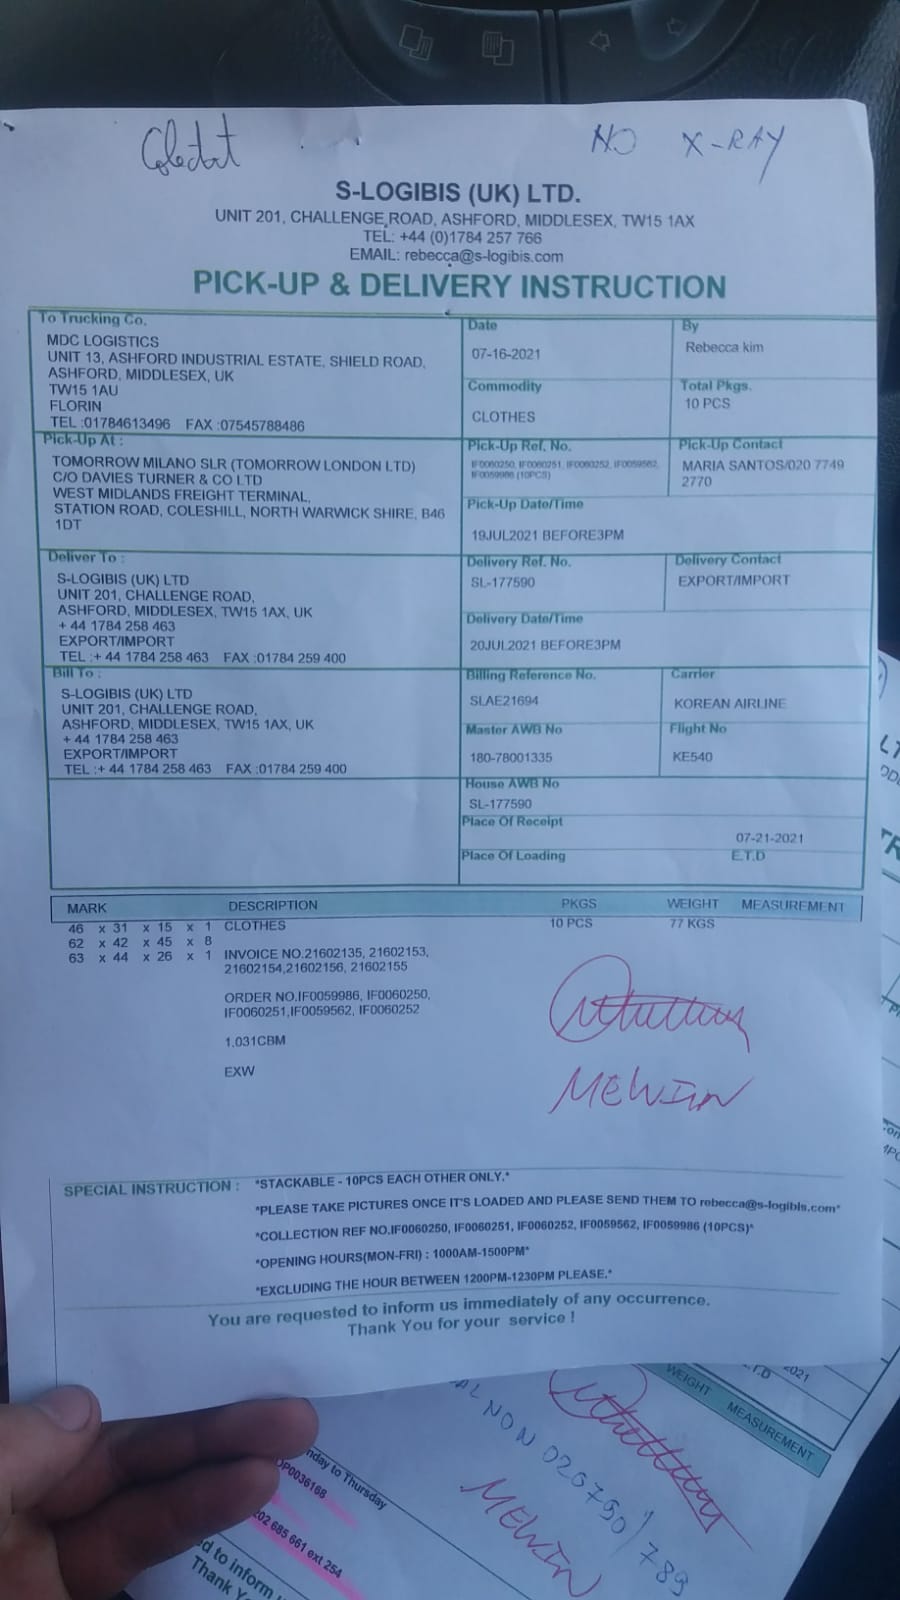 NO X-RAY
S-LOGIBIS (UK) LTD.
UNIT 201, CHALLENGE ROAD, ASHFORD, MIDDLESEX, TW15 1AX
TEL: +44 (0)1784 257 766
EMAIL: rebecca@s-logibis.com
PICK-UP & DELIVERY INSTRUCTION
To Trucking Co.
MDC LOGISTICS
UNIT 13, ASHFORD INDUSTRIAL ESTATE, SHIELD ROAD,
ASHFORD, MIDDLESEX, UK
TW15 1AU
FLORIN
TEL :01784613496 FAX :07545788486
Date
07-16-2021
By
Rebecca kim
Commodity
CLOTHES
Total Pkgs.
10 PCS
Pick-Up At :
TOMORROW MILANO SLR (TOMORROW LONDON LTD)
C/O DAVIES TURNER & CO LTD
WEST MIDLANDS FREIGHT TERMINAL,
STATION ROAD, COLESHILL, NORTH WARWICK SHIRE, B46
1DT
Pick-Up Ref. No.
IF0060250, IF0060251, IF0060252, IF0059562,
IF0059986 (10PCS)
Pick-Up Contact
MARIA SANTOS/020 7749
2770
Pick-Up Date/Time
19JUL2021 BEFORE3PM
Deliver To :
S-LOGIBIS (UK) LTD
UNIT 201, CHALLENGE ROAD,
ASHFORD, MIDDLESEX, TW15 1AX, UK
+ 44 1784 258 463
EXPORT/IMPORT
TEL :+ 44 1784 258 463 FAX :01784 259 400
Delivery Ref. No.
SL-177590
Delivery Contact
EXPORT/IMPORT
Delivery Date/Time
20JUL2021 BEFORE3PM
Bill To :
S-LOGIBIS (UK) LTD
UNIT 201, CHALLENGE ROAD,
ASHFORD, MIDDLESEX, TW15 1AX, UK
+ 44 1784 258 463
EXPORT/IMPORT
TEL :+ 44 1784 258 463 FAX :01784 259 400
Billing Reference No.
SLAE21694
Carrier
KOREAN AIRLINE
Master AWB No
180-78001335
Flight No
KE540
House AWB No
SL-177590
Place Of Receipt
07-21-2021
Place Of Loading E.T.D
MARK DESCRIPTION PKGS WEIGHT MEASUREMENT
46 x 31 x 15 x 1 CLOTHES 10 PCS 77 KGS
62 x 42 x 45 x 8
63 x 44 x 26 x 1 INVOICE NO.21602135, 21602153,
21602154,21602156, 21602155
ORDER NO.IF0059986, IF0060250,
IF0060251,IF0059562, IF0060252
1.031CBM
EXW
MEWIN
SPECIAL INSTRUCTION : *STACKABLE - 10PCS EACH OTHER ONLY.*
*PLEASE TAKE PICTURES ONCE IT'S LOADED AND PLEASE SEND THEM TO rebecca@s-logibis.com*
*COLLECTION REF NO.IF0060250, IF0060251, IF0060252, IF0059562, IF0059986 (10PCS)*
*OPENING HOURS(MON-FRI) : 1000AM-1500PM*
*EXCLUDING THE HOUR BETWEEN 1200PM-1230PM PLEASE.*
You are requested to inform us immediately of any occurrence.
Thank You for your service !
2021
WEIGHT MEASUREMENT
MEWIN
to Thursday
0036168
202 685 661 ext 254
to inform
Thank